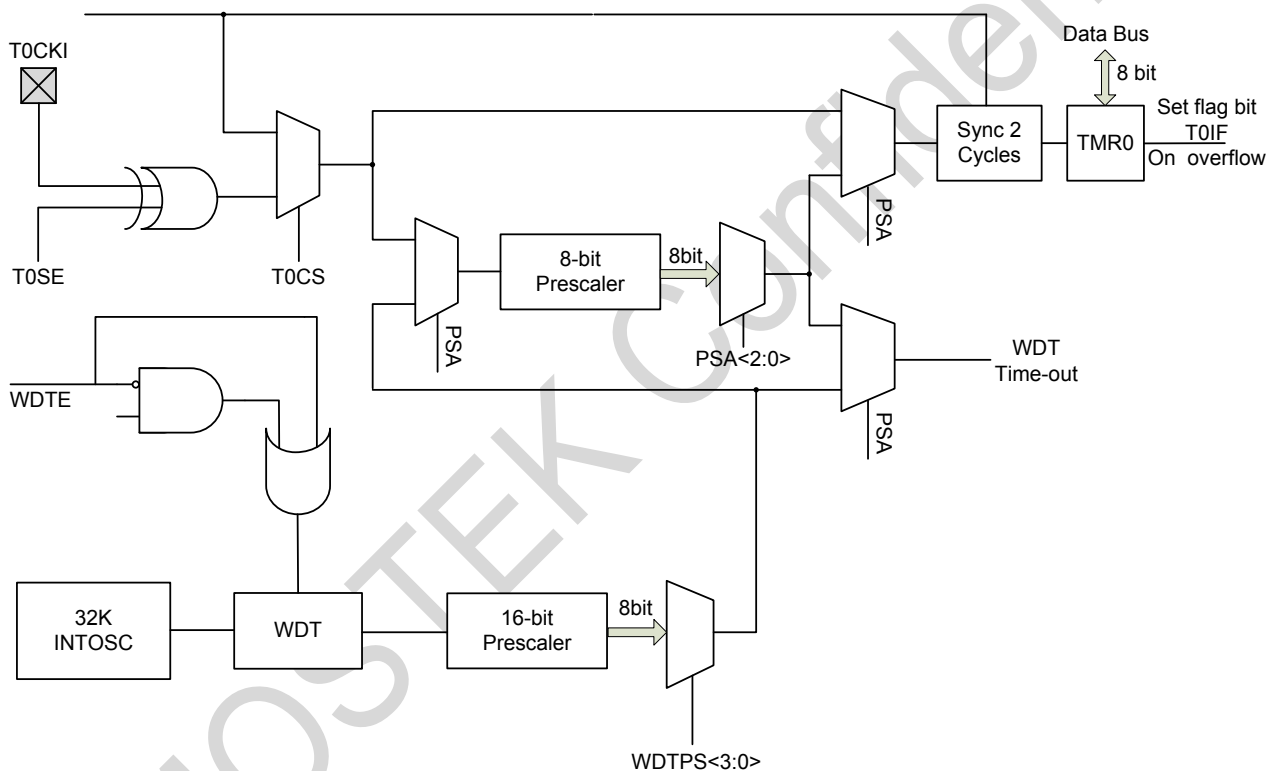 T0CKI
T0SE
T0CS
Data Bus
8 bit
Sync 2
Cycles
TMR0
Set flag bit
T0IF
On overflow
PSA
8-bit
Prescaler
8bit
PSA<2:0>
PSA
WDT
Time-out
PSA
WDTE
32K
INTOSC
WDT
16-bit
Prescaler
8bit
WDTPS<3:0>